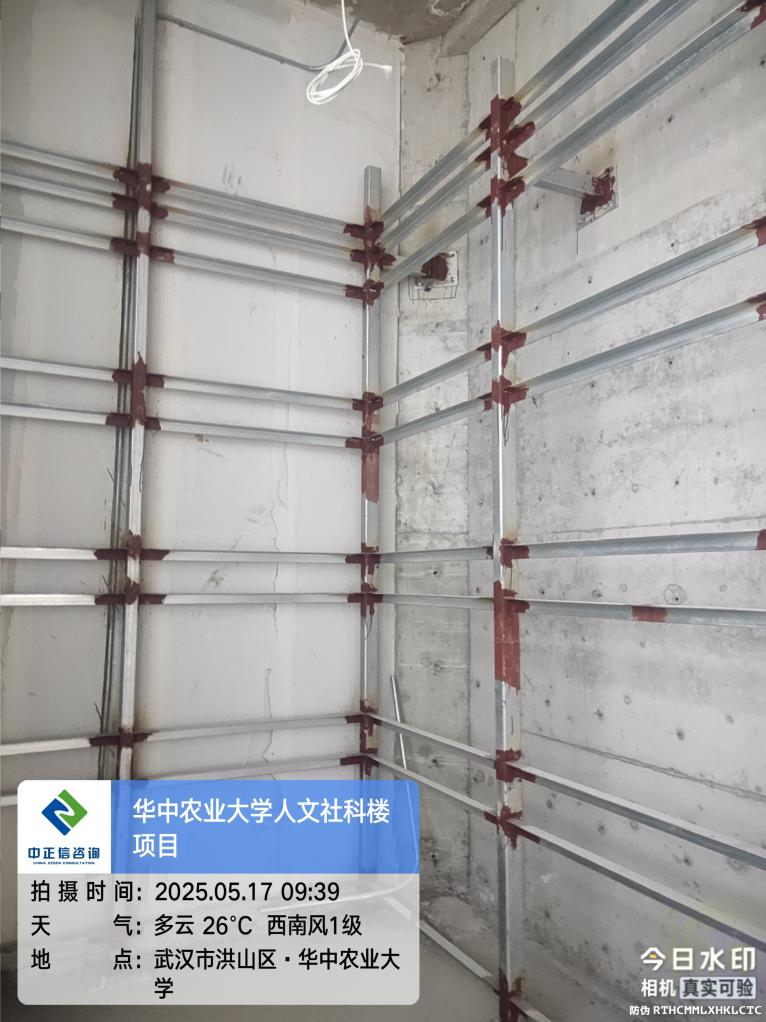 华中农业大学人文社科楼
项目
中正信咨询
CHINA ZZXIN CONSULTATION
拍摄时间: 2025.05.17 09:39
天气: 多云 26°C 西南风1级
地点: 武汉市洪山区·华中农业大
学
今日水印
相机 真实可验
防伪 RTHCMMLXHKLCTC